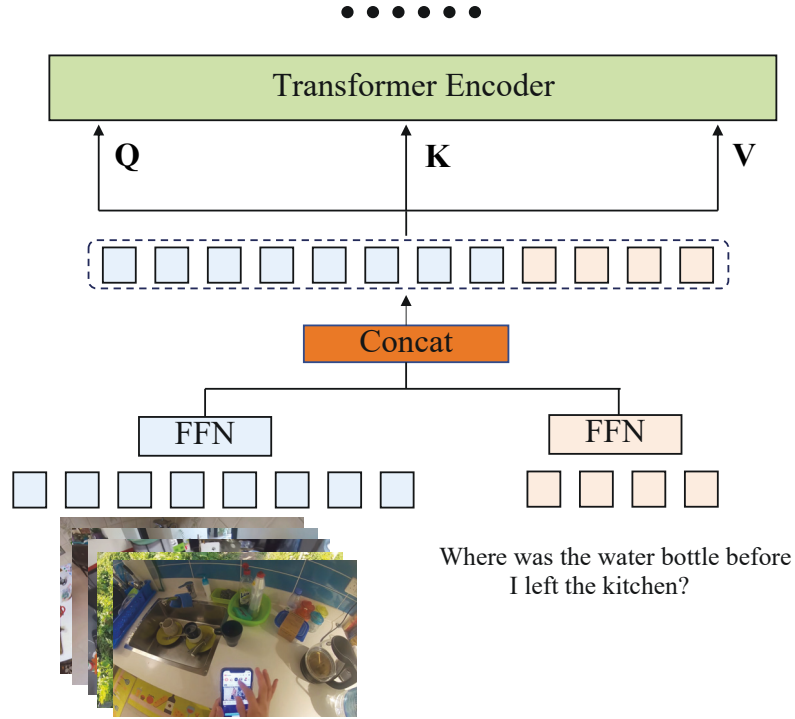 Transformer Encoder
Q K V
Concat
FFN FFN
Where was the water bottle before
I left the kitchen?